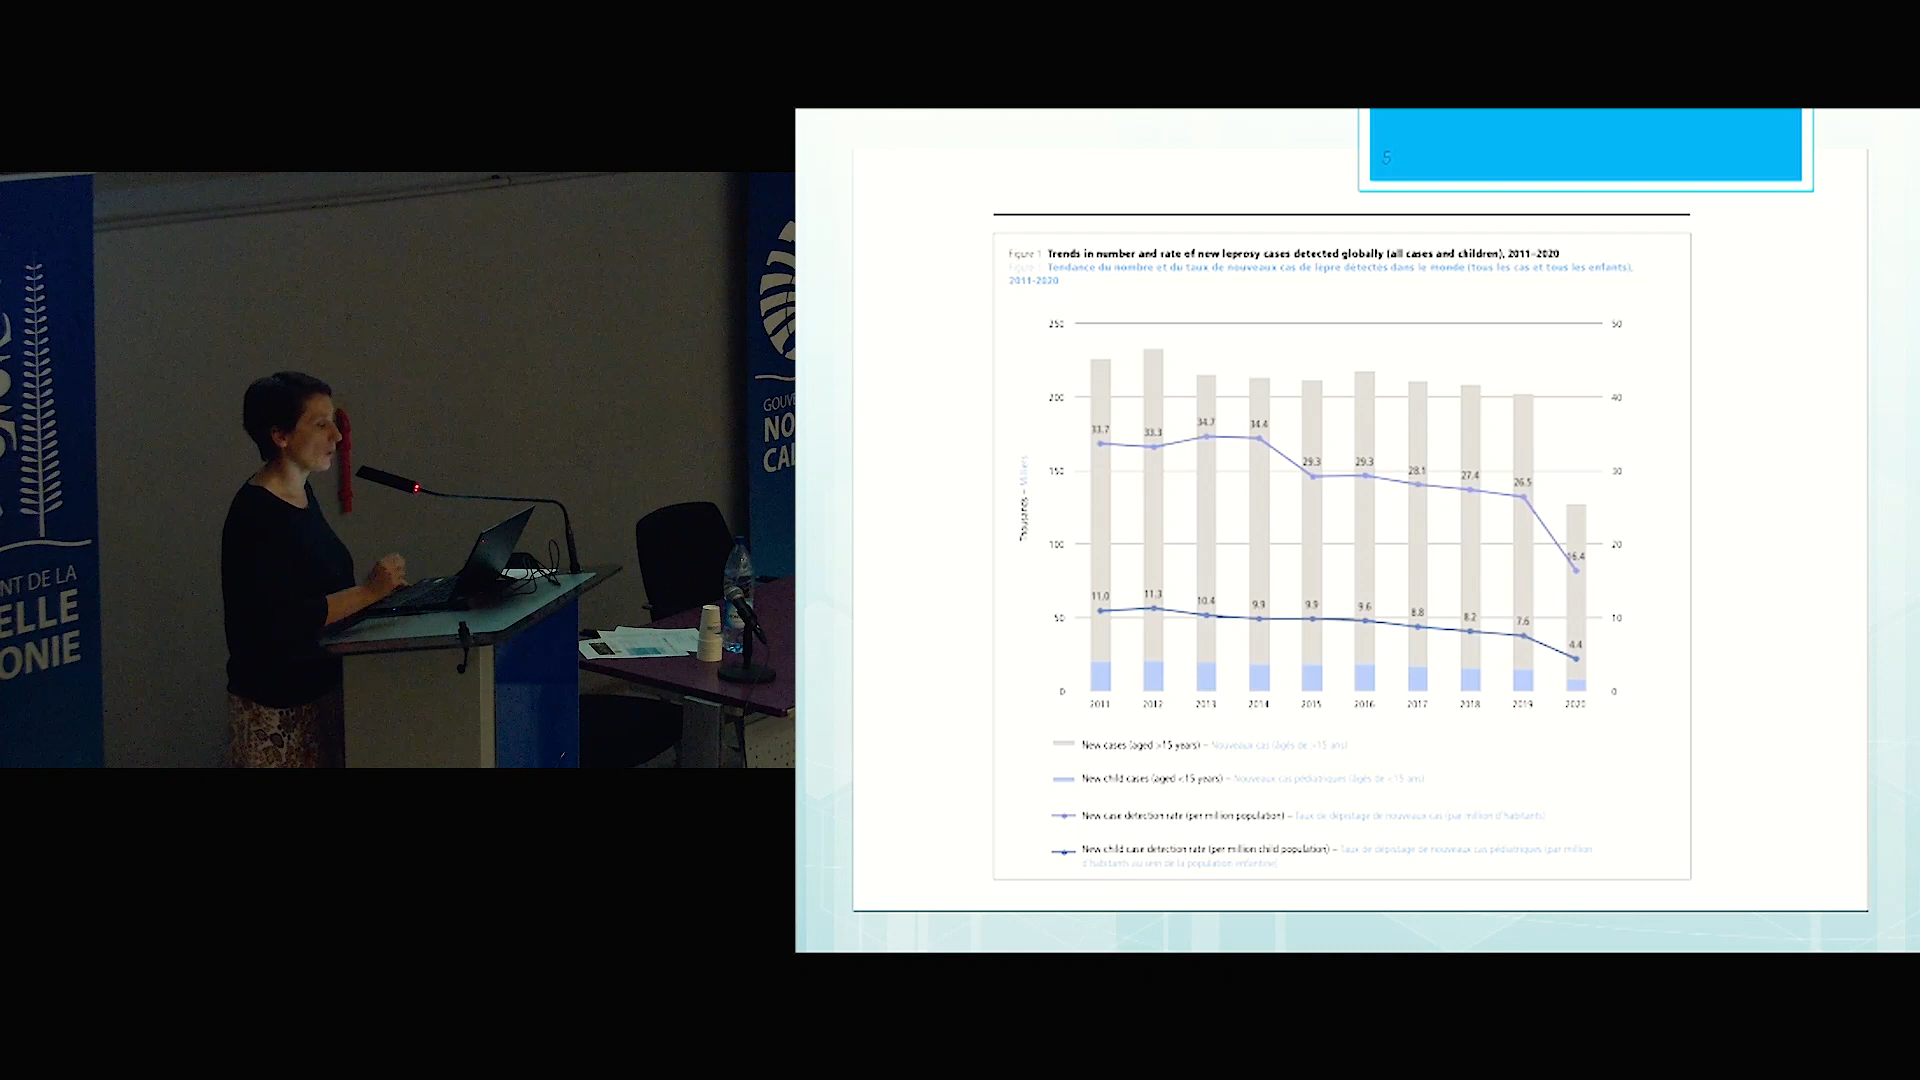 NT DE LA
ELLE
ONIE
GOUV
NO
CAL
5
Figure 1 Trends in number and rate of new leprosy cases detected globally (all cases and children), 2011–2020
Figure 1 Tendance du nombre et du taux de nouveaux cas de lèpre détectés dans le monde (tous les cas et tous les enfants),
2011-2020
250
200
150
100
50
0
Thousands – Milliers
50
40
30
20
10
0
33.7 33.3 34.7 34.4 29.3 29.3 28.1 27.4 26.5 16.4
11.0 11.3 10.4 9.9 9.9 9.6 8.8 8.2 7.6 4.4
2011 2012 2013 2014 2015 2016 2017 2018 2019 2020
New cases (aged >15 years) – Nouveaux cas (âgés de >15 ans)
New child cases (aged <15 years) – Nouveaux cas pédiatriques (âgés de <15 ans)
New case detection rate (per million population) – Taux de dépistage de nouveaux cas (par million d'habitants)
New child case detection rate (per million child population) – Taux de dépistage de nouveaux cas pédiatriques (par million
d'habitants au sein de la population enfantine)